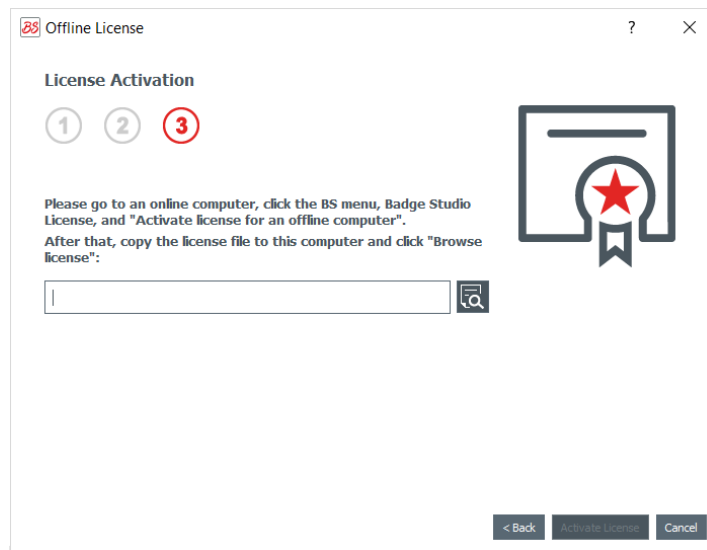 BS Offline License ?
License Activation
1 2 3
Please go to an online computer, click the BS menu, Badge Studio
License, and "Activate license for an offline computer".
After that, copy the license file to this computer and click "Browse
license":
< Back Activate License Cancel